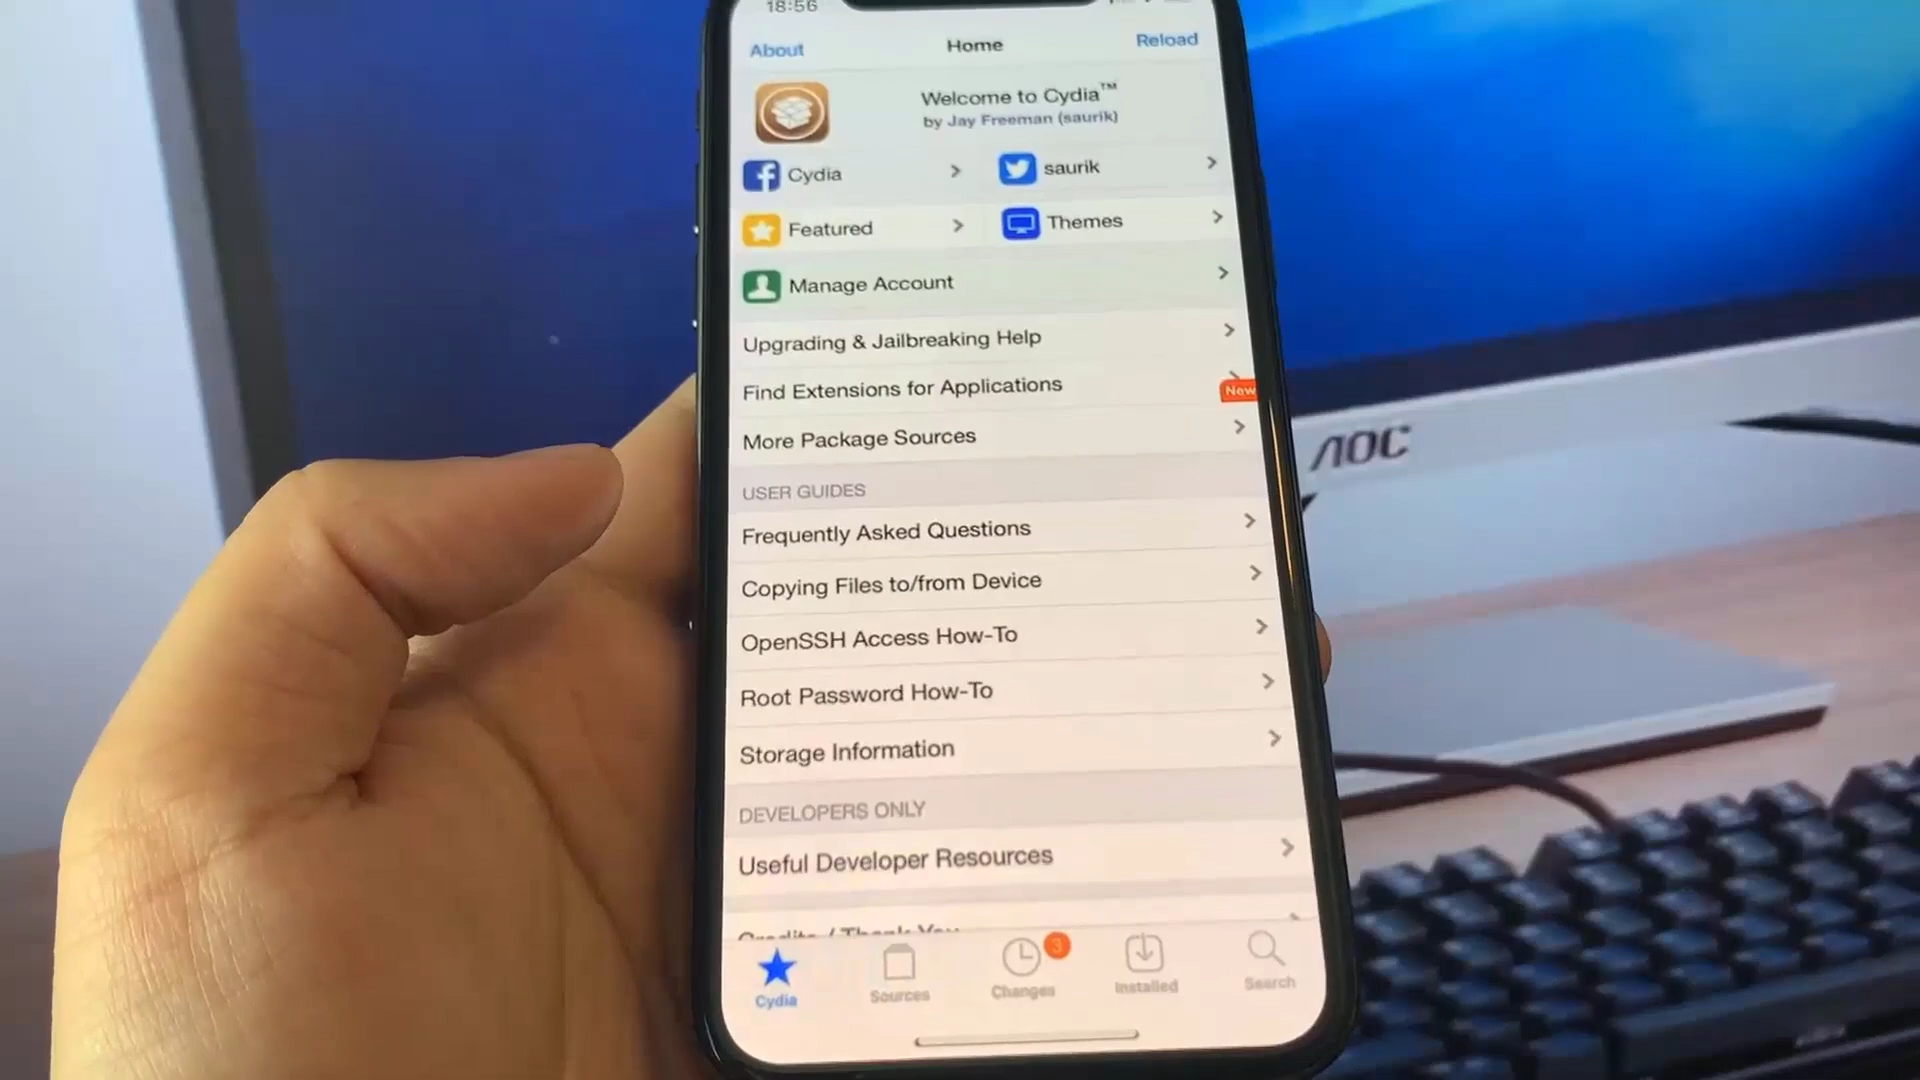 18:56
About
Home
Reload
Welcome to Cydia™
by Jay Freeman (saurik)
Cydia
saurik
Featured
Themes
Manage Account
Upgrading & Jailbreaking Help
Find Extensions for Applications
New
More Package Sources
USER GUIDES
Frequently Asked Questions
Copying Files to/from Device
OpenSSH Access How-To
Root Password How-To
Storage Information
DEVELOPERS ONLY
Useful Developer Resources
Credits / Thank You
Cydia
Sources
3
Changes
Installed
Search
AOC